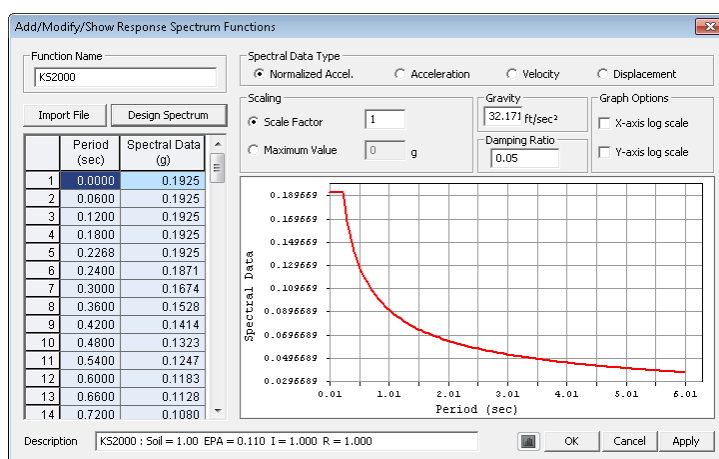 Add/Modify/Show Response Spectrum Functions
Function Name
KS2000
Import File
Design Spectrum
Spectral Data Type
Normalized Accel.
Acceleration
Velocity
Displacement
Scaling
Scale Factor
1
Maximum Value
0
g
Gravity
32.171 ft/sec²
Damping Ratio
0.05
Graph Options
X-axis log scale
Y-axis log scale
Period (sec) Spectral Data (g)
1 0.0000 0.1925
2 0.0600 0.1925
3 0.1200 0.1925
4 0.1800 0.1925
5 0.2268 0.1925
6 0.2400 0.1871
7 0.3000 0.1674
8 0.3600 0.1528
9 0.4200 0.1414
10 0.4800 0.1323
11 0.5400 0.1247
12 0.6000 0.1183
13 0.6600 0.1128
14 0.7200 0.1080
Spectral Data
0.189669
0.169669
0.149669
0.129669
0.109669
0.0896689
0.0696689
0.0496689
0.0296689
0.01 1.01 2.01 3.01 4.01 5.01 6.01
Period (sec)
Description
KS2000 : Soil = 1.00 EPA = 0.110 I = 1.000 R = 1.000
OK
Cancel
Apply